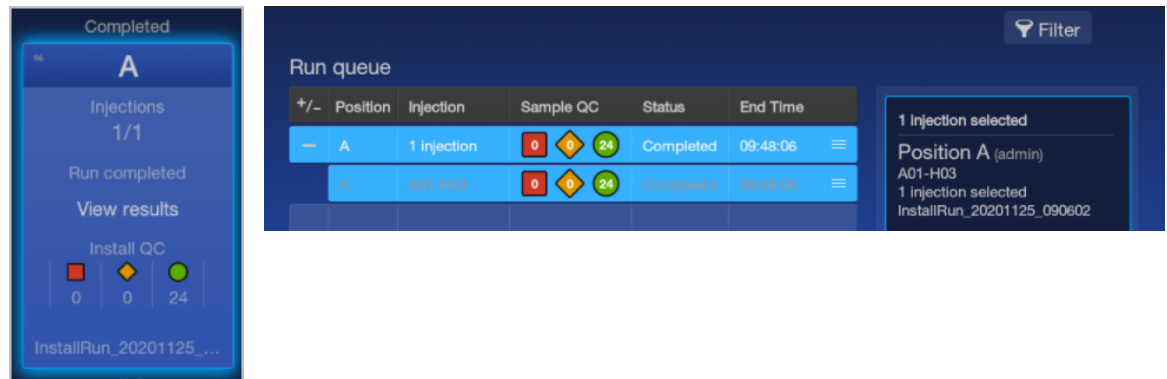 Completed
96
A
Injections
1/1
Run completed
View results
Install QC
0 0 24
InstallRun_20201125_...
Filter
Run queue
+/- Position Injection Sample QC Status End Time
A 1 injection 0 0 24 Completed 09:48:06
A A01-H03 0 0 24 Completed 09:48:06
1 injection selected
Position A (admin)
A01-H03
1 injection selected
InstallRun_20201125_090602